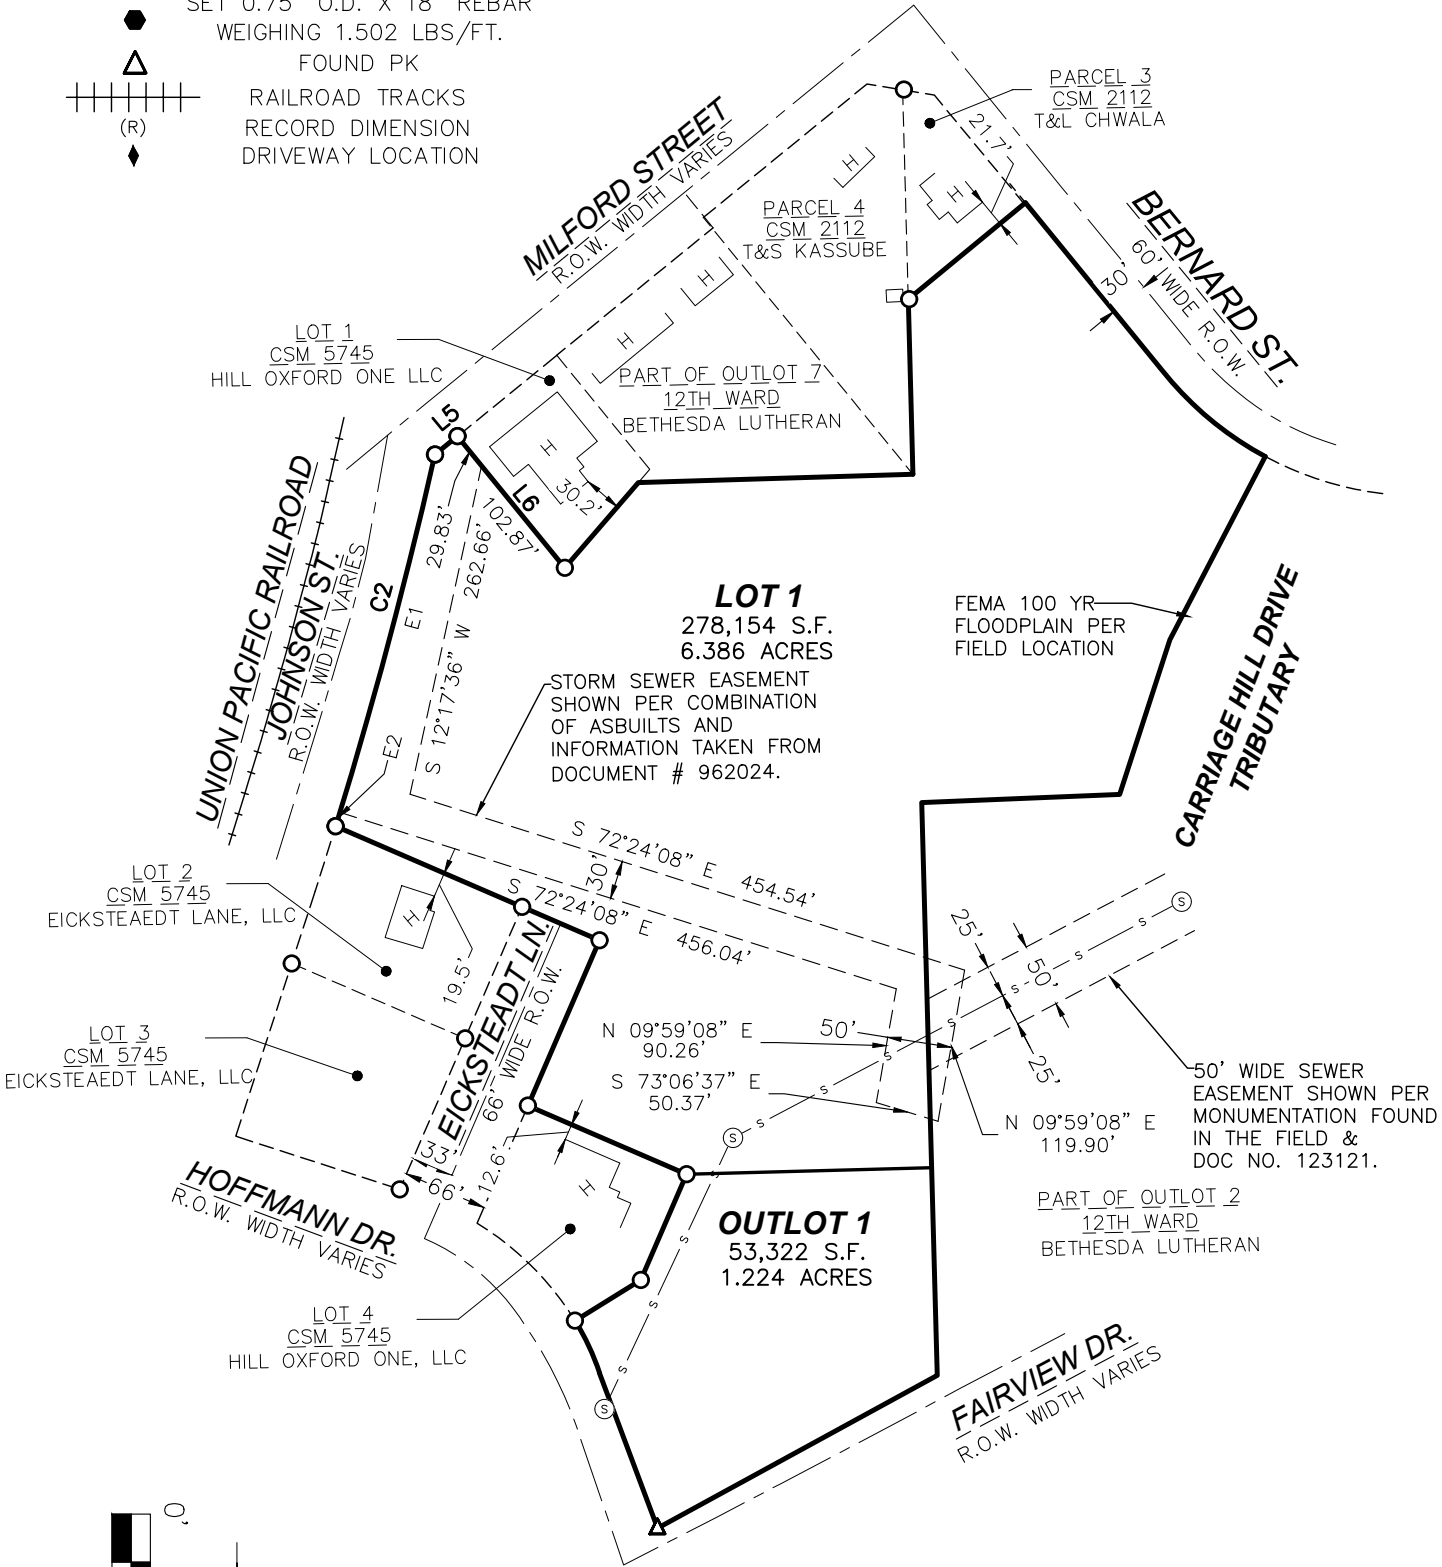 SET 0.75" O.D. X 18" REBAR
WEIGHING 1.502 LBS/FT.
FOUND PK
RAILROAD TRACKS
(R)
RECORD DIMENSION
DRIVEWAY LOCATION
PARCEL 3
CSM 2112
T&L CHWALA
21.7'
MILFORD STREET
R.O.W. WIDTH VARIES
H
H
PARCEL 4
CSM 2112
T&S KASSUBE
BERNARD ST.
60' WIDE R.O.W.
30'
H
H
LOT 1
CSM 5745
HILL OXFORD ONE LLC
PART OF OUTLOT 7
12TH WARD
BETHESDA LUTHERAN
L5
H
30.2'
L6
102.87'
29.83'
262.66'
S 12°17'36" W
C2
E1
E2
UNION PACIFIC RAILROAD
JOHNSON ST.
R.O.W. WIDTH VARIES
LOT 1
278,154 S.F.
6.386 ACRES
FEMA 100 YR
FLOODPLAIN PER
FIELD LOCATION
CARRIAGE HILL DRIVE
TRIBUTARY
STORM SEWER EASEMENT
SHOWN PER COMBINATION
OF ASBUILTS AND
INFORMATION TAKEN FROM
DOCUMENT # 962024.
S 72°24'08" E 454.54'
30'
S 72°24'08" E 456.04'
LOT 2
CSM 5745
EICKSTEAEDT LANE, LLC
H
19.5'
EICKSTEADT LN.
66' WIDE R.O.W.
25'
50'
25'
S
s
s
s
s
s
s
s
N 09°59'08" E
90.26'
50'
S 73°06'37" E
50.37'
N 09°59'08" E
119.90'
LOT 3
CSM 5745
EICKSTEAEDT LANE, LLC
50' WIDE SEWER
EASEMENT SHOWN PER
MONUMENTATION FOUND
IN THE FIELD &
DOC NO. 123121.
S
33'
66'
12.6'
H
HOFFMANN DR.
R.O.W. WIDTH VARIES
PART OF OUTLOT 2
12TH WARD
BETHESDA LUTHERAN
OUTLOT 1
53,322 S.F.
1.224 ACRES
s
s
s
S
LOT 4
CSM 5745
HILL OXFORD ONE, LLC
FAIRVIEW DR.
R.O.W. WIDTH VARIES
0'